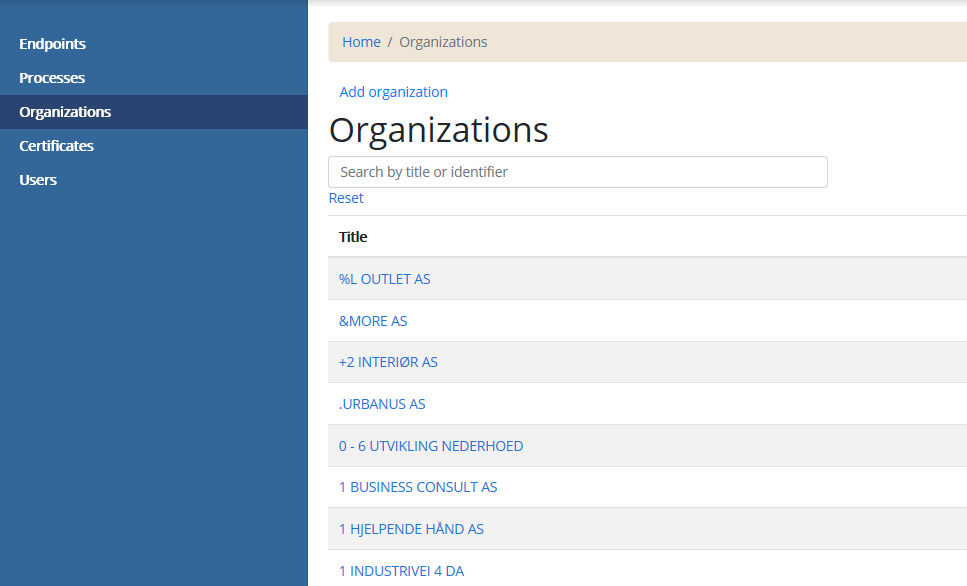 Endpoints
Processes
Organizations
Certificates
Users
Home / Organizations
Add organization
Organizations
Search by title or identifier
Reset
Title
%L OUTLET AS
&MORE AS
+2 INTERIØR AS
.URBANUS AS
0 - 6 UTVIKLING NEDERHOED
1 BUSINESS CONSULT AS
1 HJELPENDE HÅND AS
1 INDUSTRIVEI 4 DA